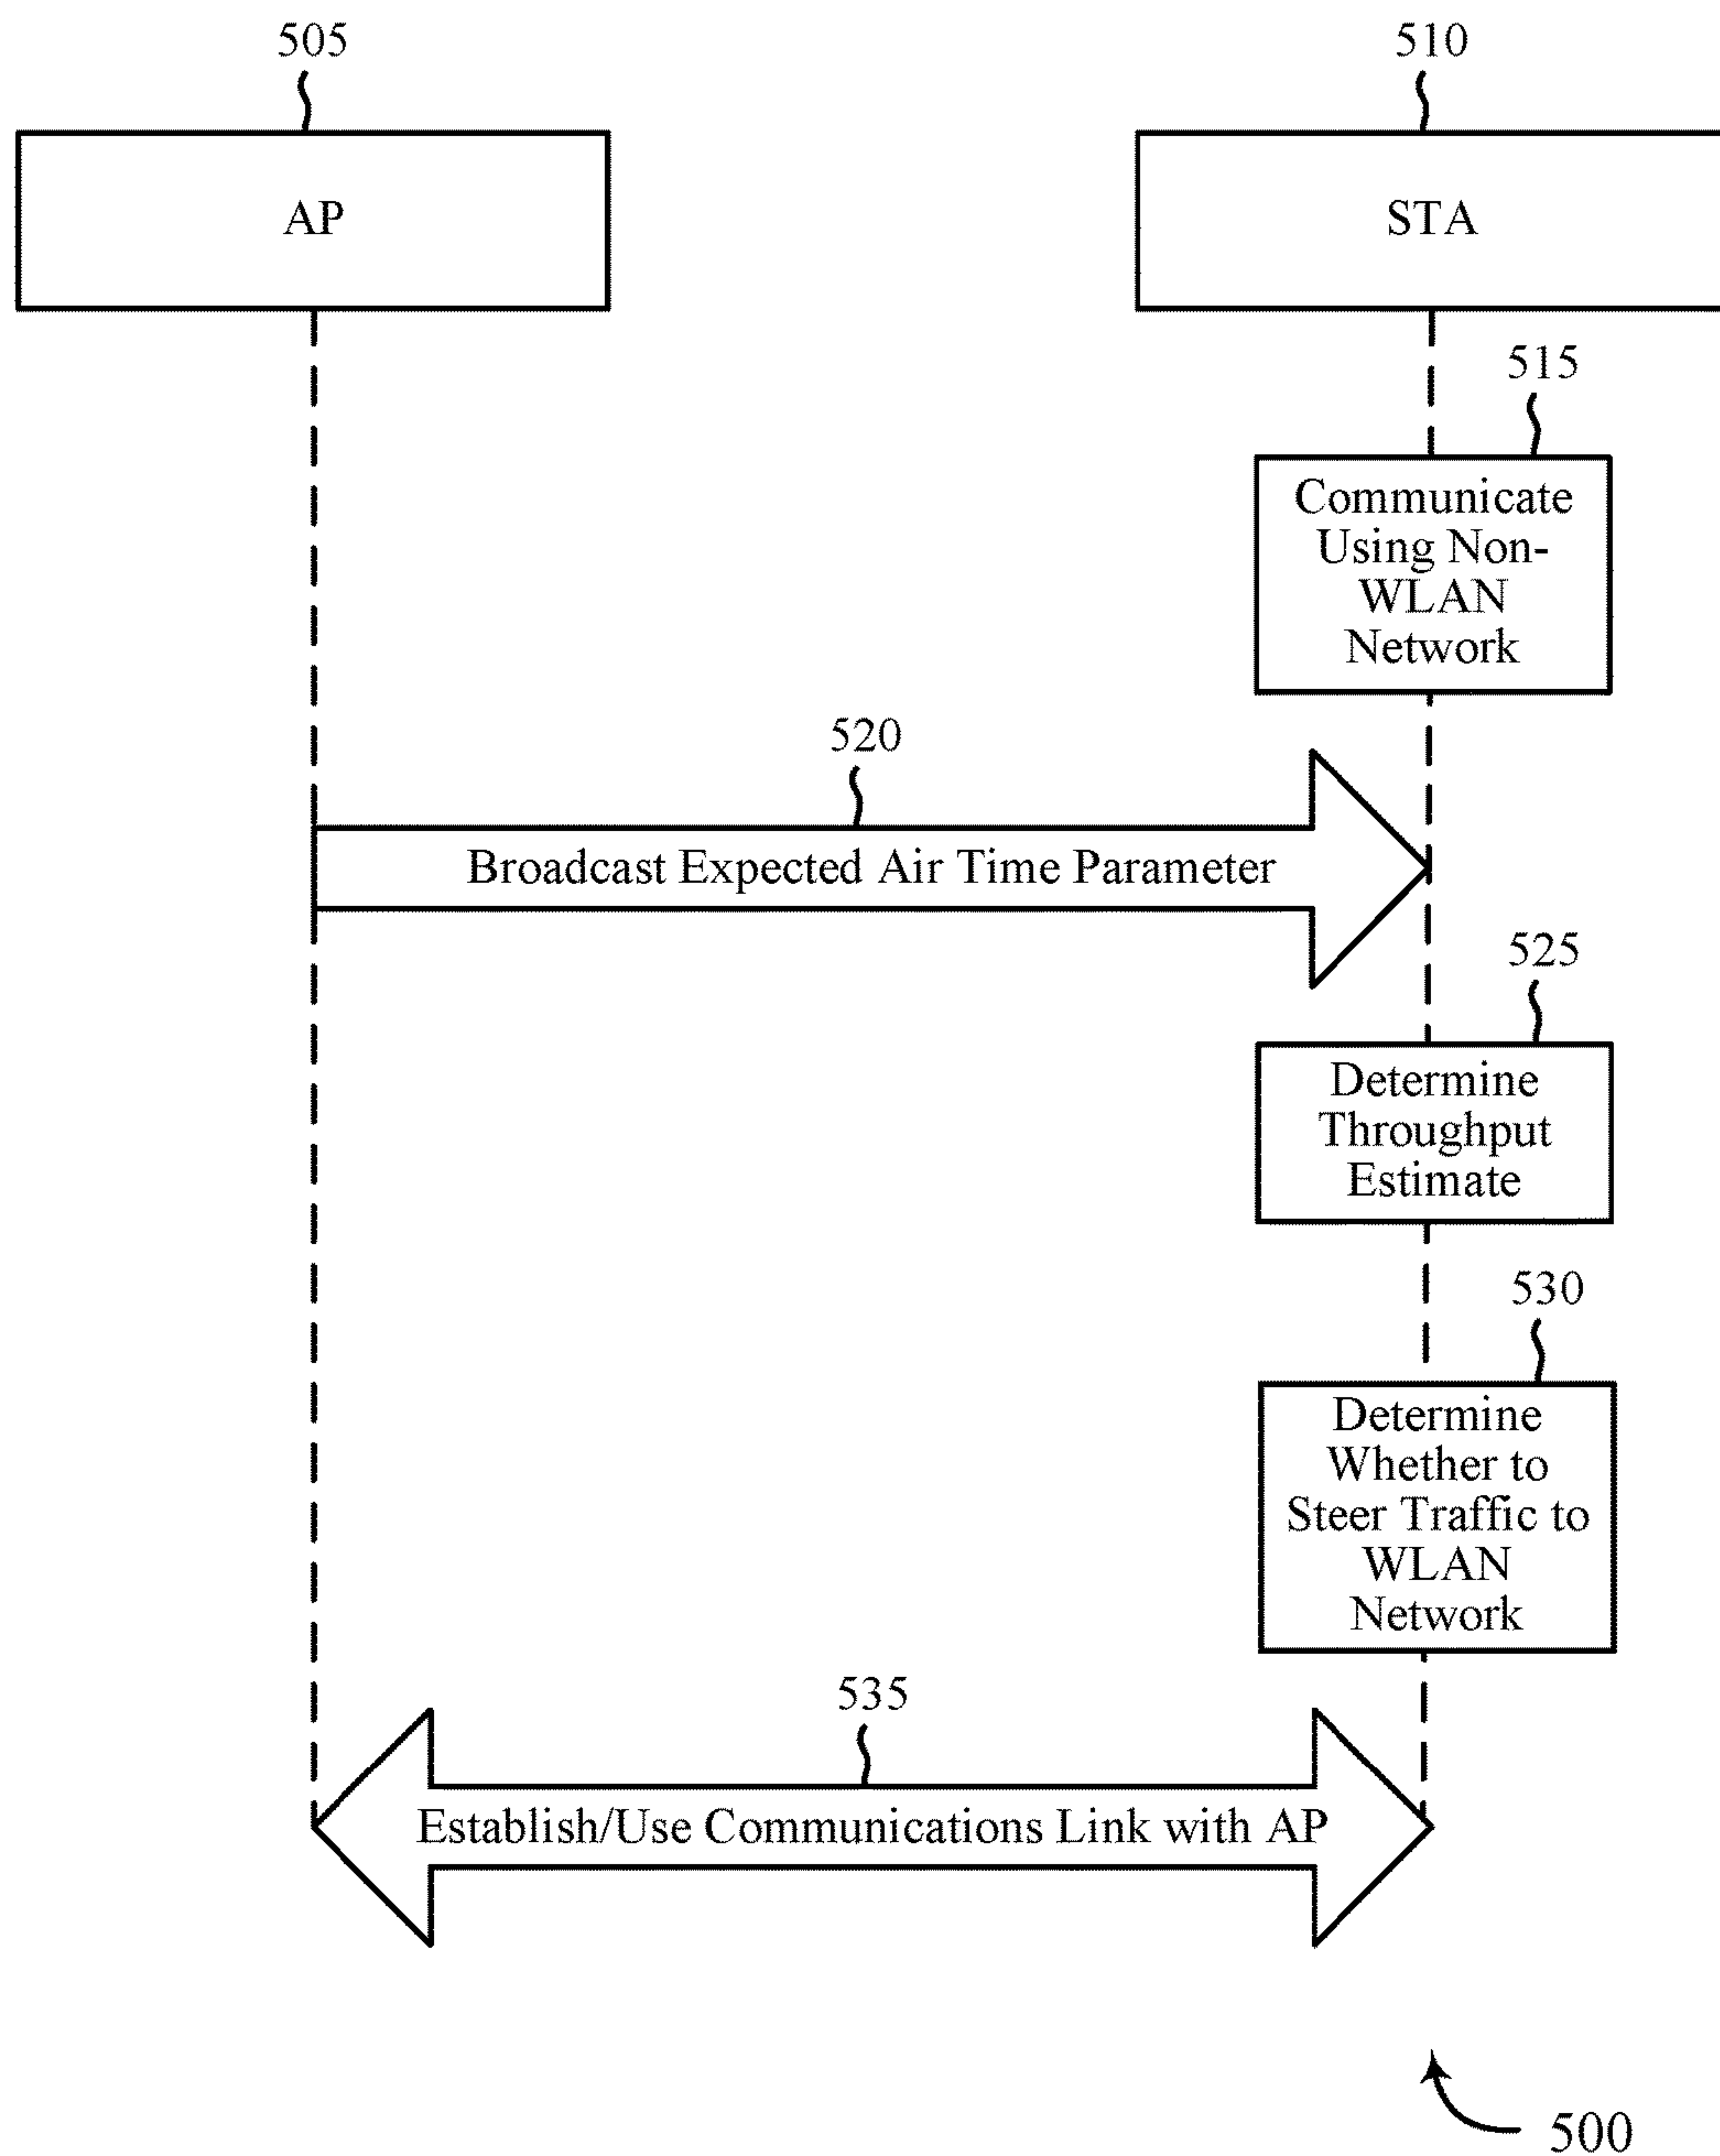 505
510
AP
STA
515
Communicate
Using Non-
WLAN
Network
520
Broadcast Expected Air Time Parameter
525
Determine
Throughput
Estimate
530
Determine
Whether to
Steer Traffic to
WLAN
Network
535
Establish/Use Communications Link with AP
500